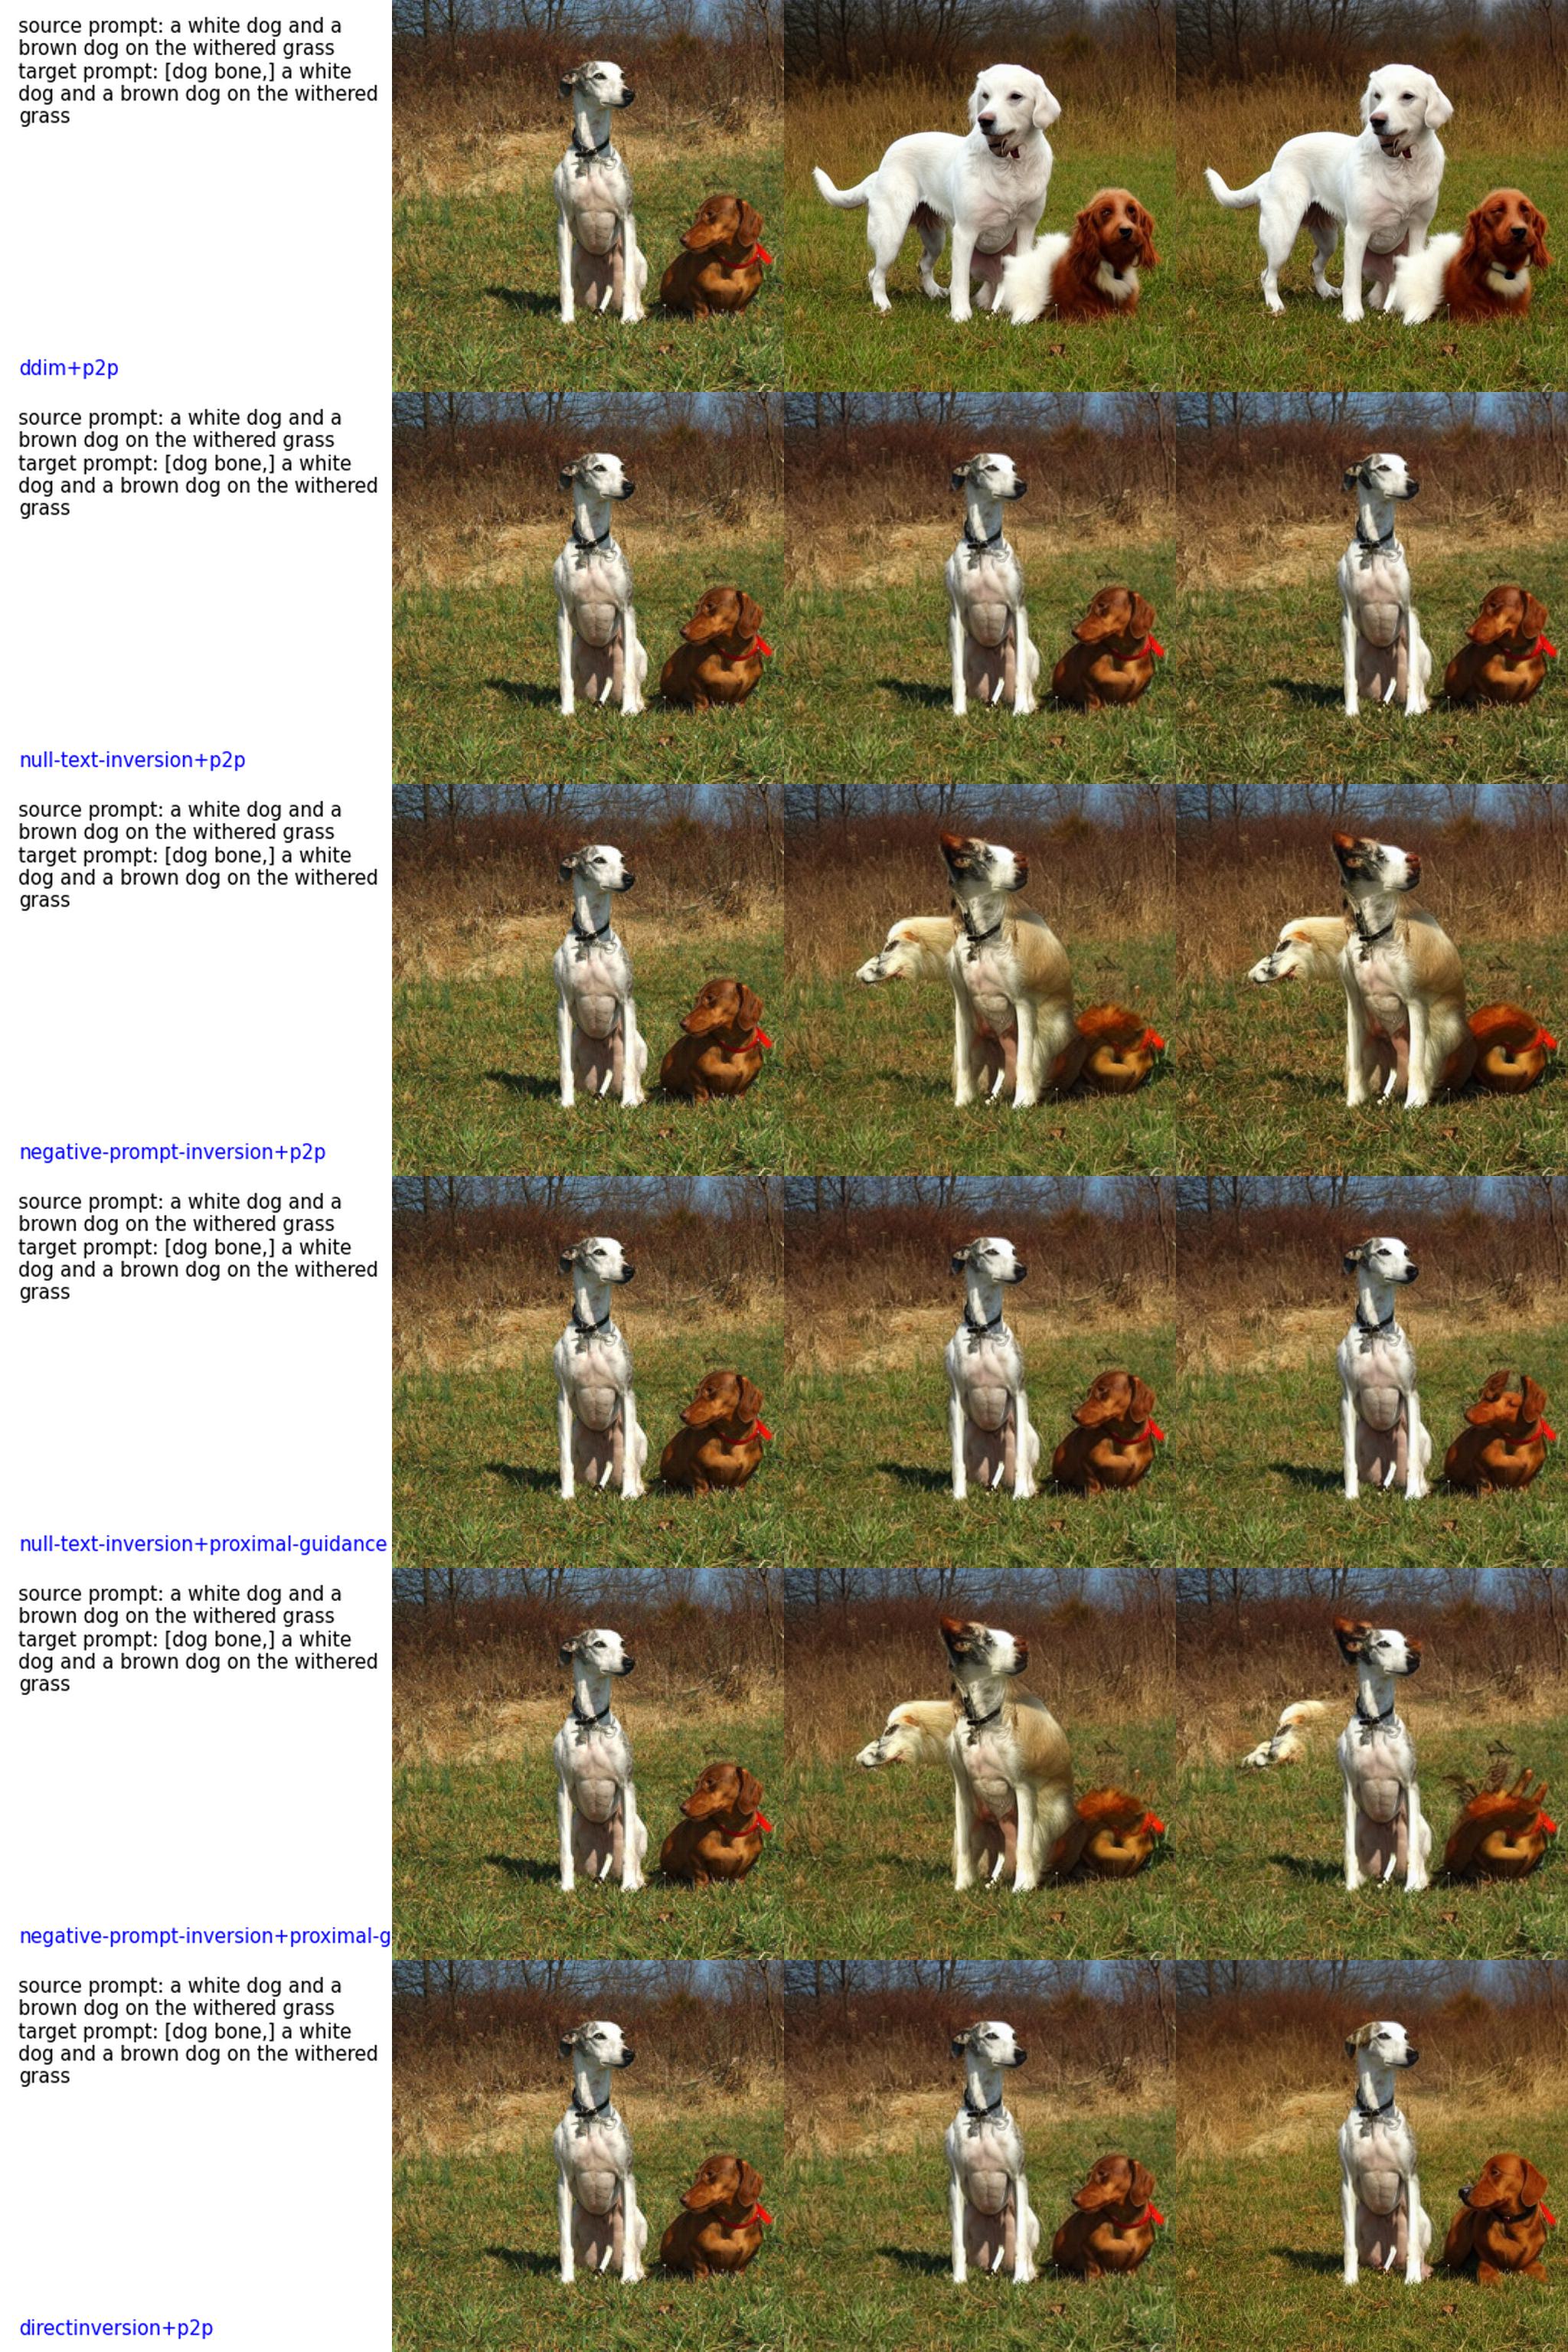 source prompt: a white dog and a
brown dog on the withered grass
target prompt: [dog bone,] a white
dog and a brown dog on the withered
grass
ddim+p2p
source prompt: a white dog and a
brown dog on the withered grass
target prompt: [dog bone,] a white
dog and a brown dog on the withered
grass
null-text-inversion+p2p
source prompt: a white dog and a
brown dog on the withered grass
target prompt: [dog bone,] a white
dog and a brown dog on the withered
grass
negative-prompt-inversion+p2p
source prompt: a white dog and a
brown dog on the withered grass
target prompt: [dog bone,] a white
dog and a brown dog on the withered
grass
null-text-inversion+proximal-guidance
source prompt: a white dog and a
brown dog on the withered grass
target prompt: [dog bone,] a white
dog and a brown dog on the withered
grass
negative-prompt-inversion+proximal-g
source prompt: a white dog and a
brown dog on the withered grass
target prompt: [dog bone,] a white
dog and a brown dog on the withered
grass
directinversion+p2p